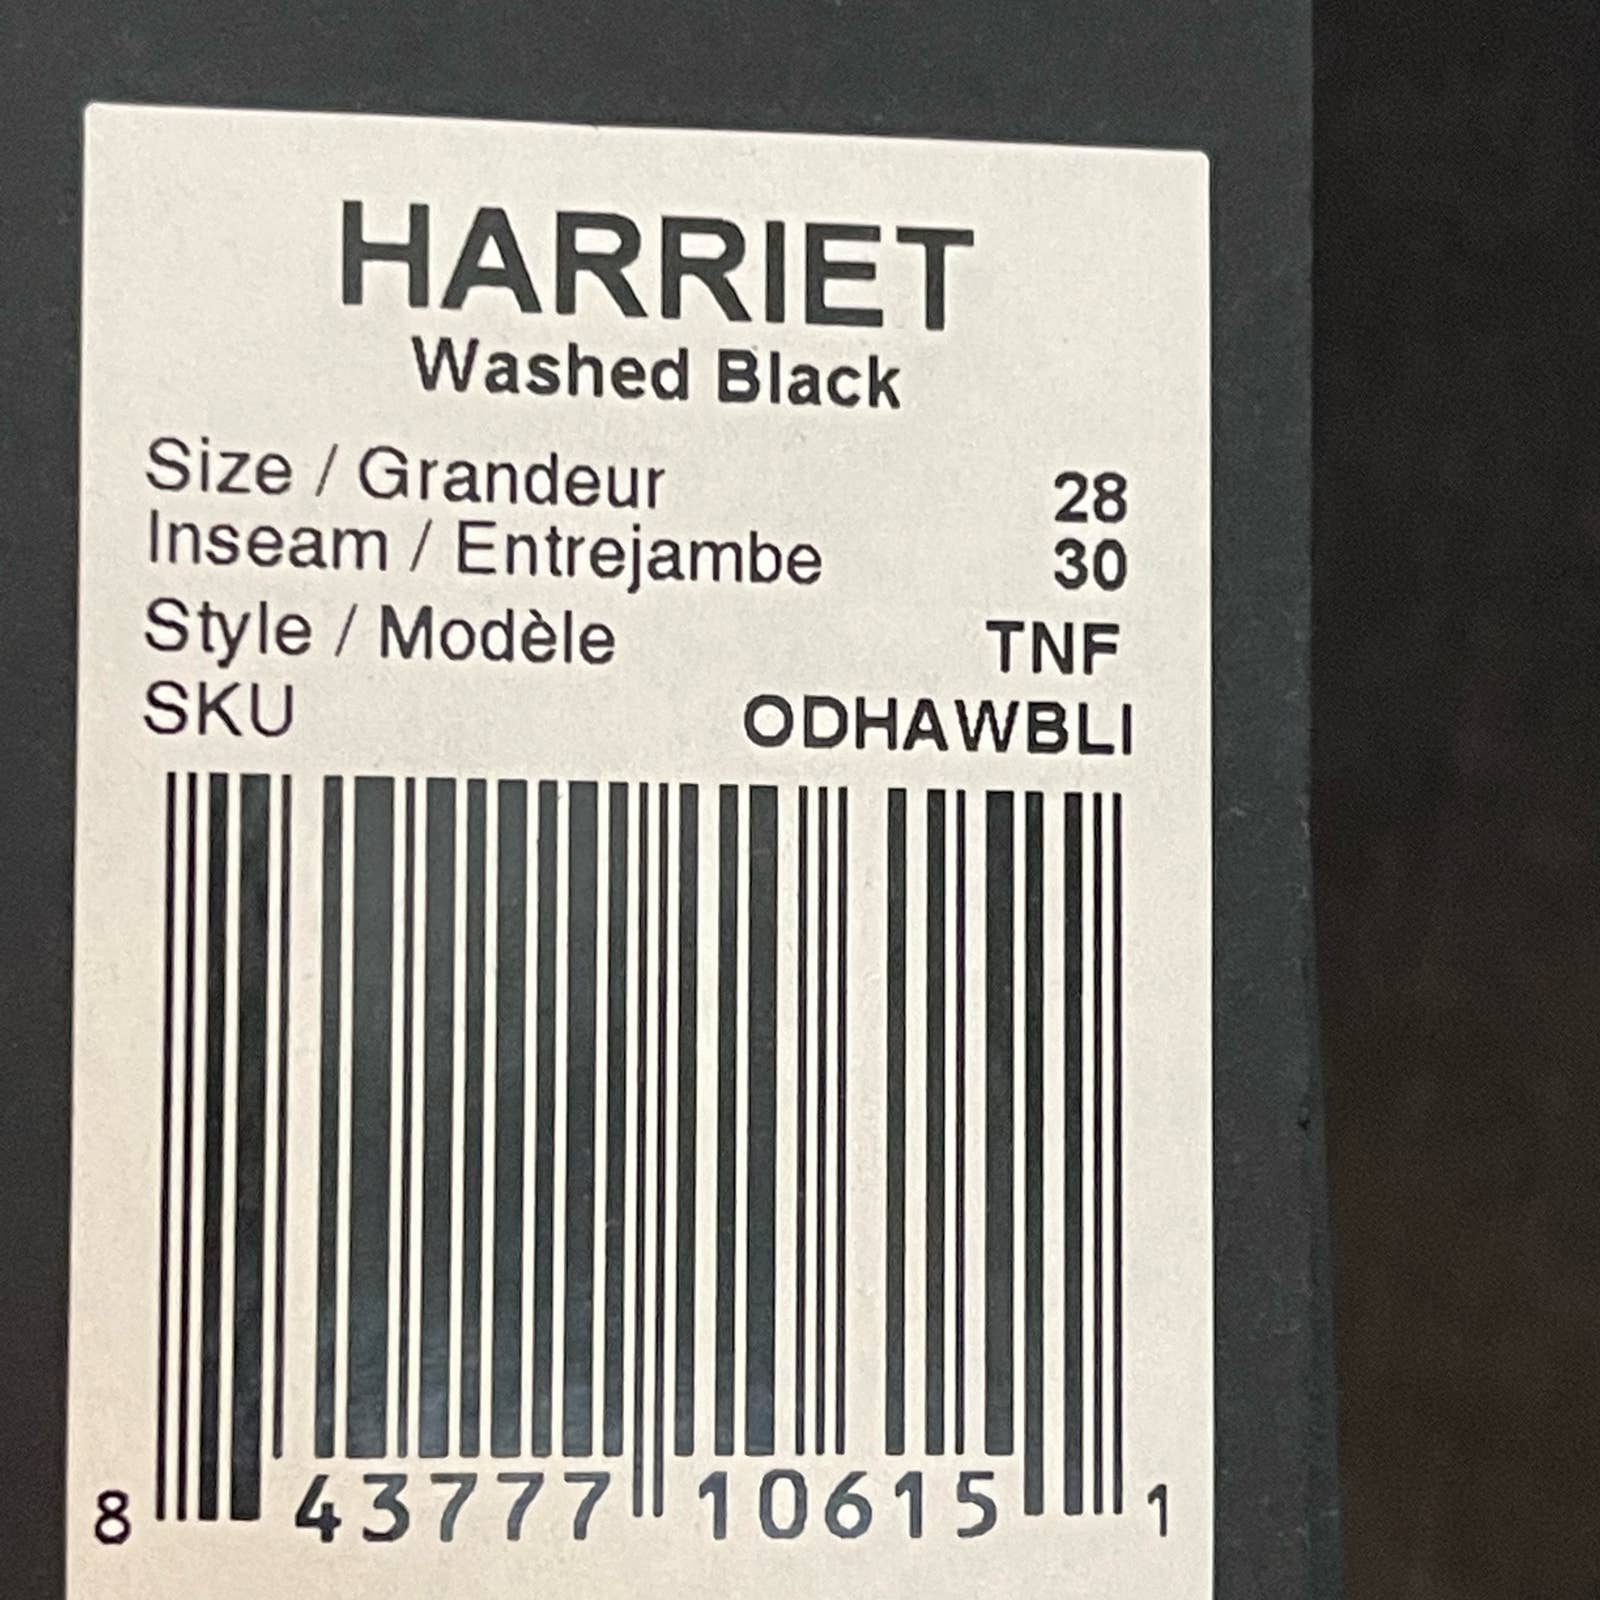 HARRIET
Washed Black
Size / Grandeur 28
Inseam / Entrejambe 30
Style / Modèle TNF
SKU ODHAWBLI
8 43777 10615 1